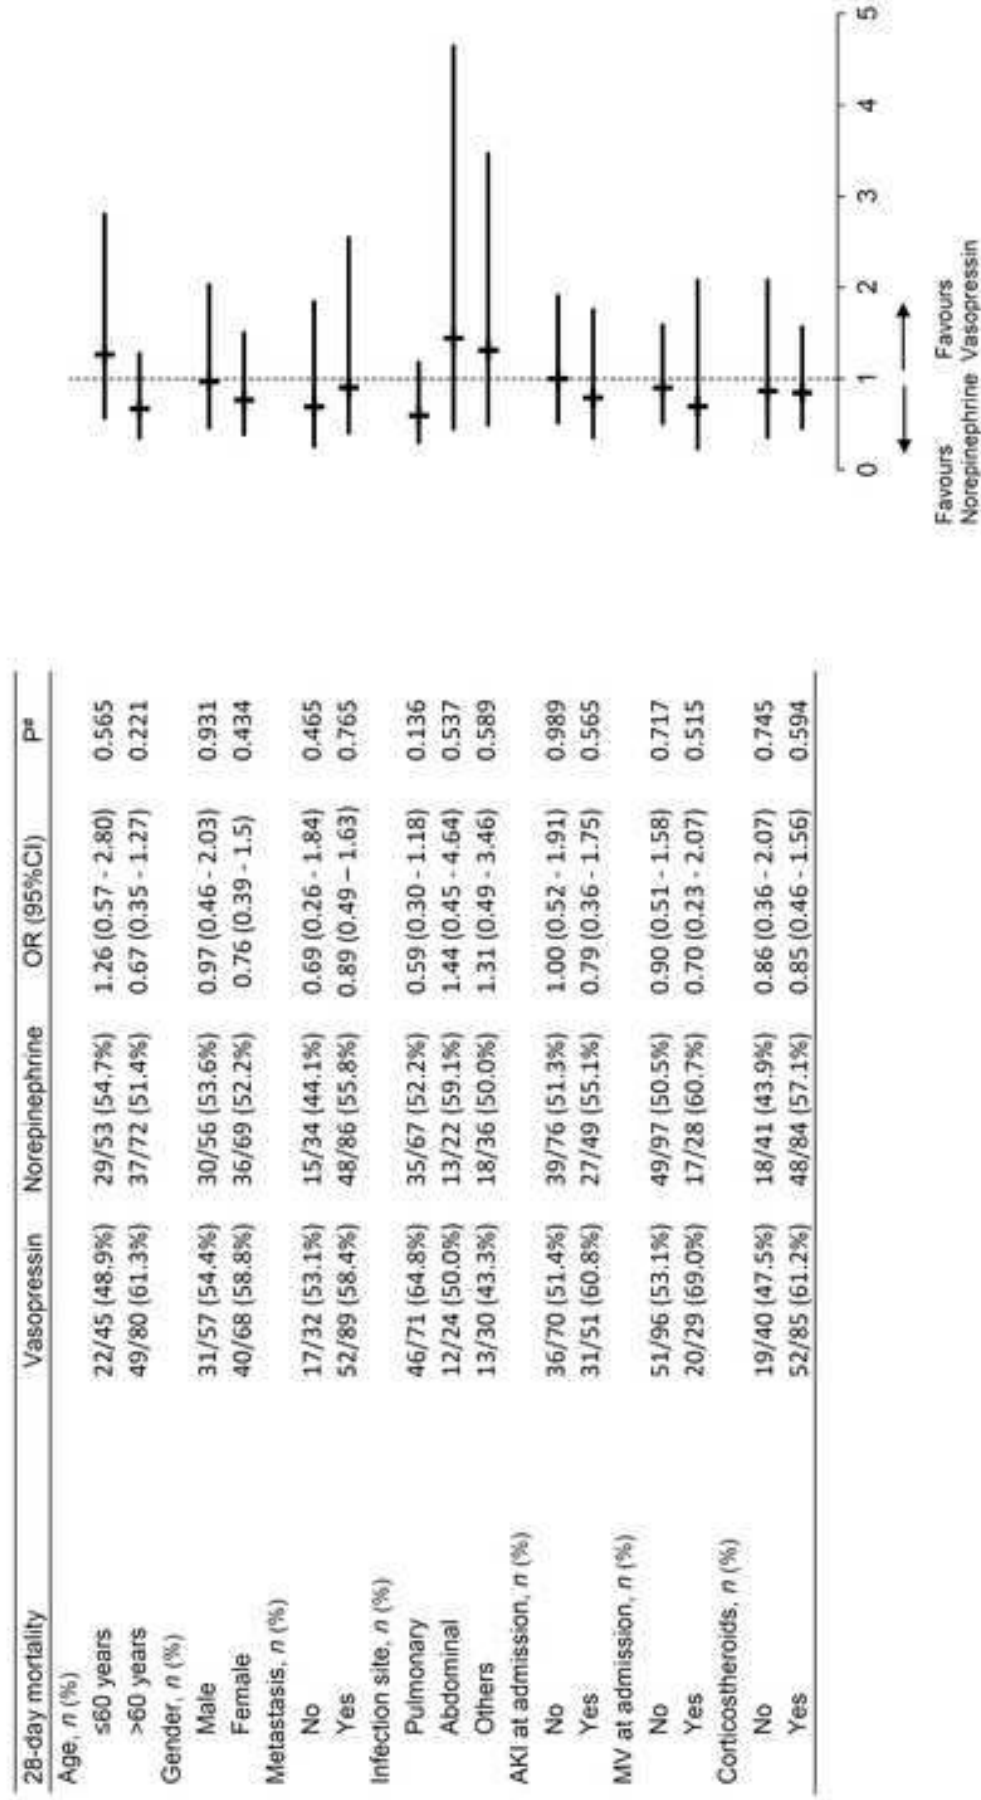 28-day mortality Vasopressin Norepinephrine OR (95%CI) P#
Age, n (%)
≤60 years 22/45 (48.9%) 29/53 (54.7%) 1.26 (0.57 - 2.80) 0.565
>60 years 49/80 (61.3%) 37/72 (51.4%) 0.67 (0.35 - 1.27) 0.221
Gender, n (%)
Male 31/57 (54.4%) 30/56 (53.6%) 0.97 (0.46 - 2.03) 0.931
Female 40/68 (58.8%) 36/69 (52.2%) 0.76 (0.39 - 1.5) 0.434
Metastasis, n (%)
No 17/32 (53.1%) 15/34 (44.1%) 0.69 (0.26 - 1.84) 0.465
Yes 52/89 (58.4%) 48/86 (55.8%) 0.89 (0.49 – 1.63) 0.765
Infection site, n (%)
Pulmonary 46/71 (64.8%) 35/67 (52.2%) 0.59 (0.30 - 1.18) 0.136
Abdominal 12/24 (50.0%) 13/22 (59.1%) 1.44 (0.45 - 4.64) 0.537
Others 13/30 (43.3%) 18/36 (50.0%) 1.31 (0.49 - 3.46) 0.589
AKI at admission, n (%)
No 36/70 (51.4%) 39/76 (51.3%) 1.00 (0.52 - 1.91) 0.989
Yes 31/51 (60.8%) 27/49 (55.1%) 0.79 (0.36 - 1.75) 0.565
MV at admission, n (%)
No 51/96 (53.1%) 49/97 (50.5%) 0.90 (0.51 - 1.58) 0.717
Yes 20/29 (69.0%) 17/28 (60.7%) 0.70 (0.23 - 2.07) 0.515
Corticostheroids, n (%)
No 19/40 (47.5%) 18/41 (43.9%) 0.86 (0.36 - 2.07) 0.745
Yes 52/85 (61.2%) 48/84 (57.1%) 0.85 (0.46 - 1.56) 0.594
0 1 2 3 4 5
Favours Favours
Norepinephrine Vasopressin